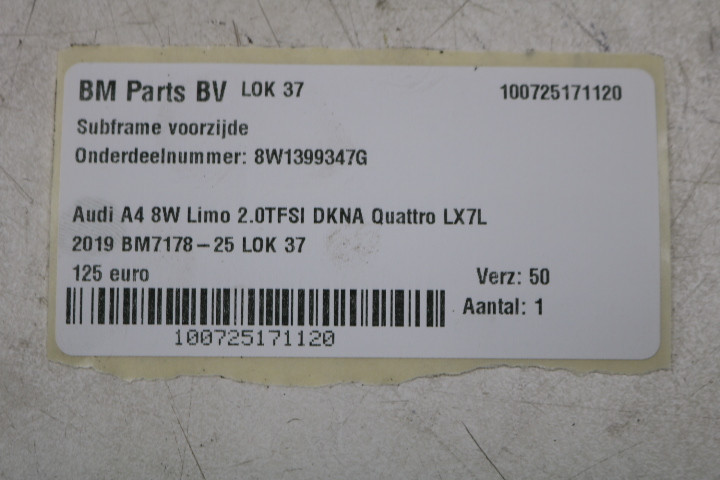 BM Parts BV LOK 37 100725171120
Subframe voorzijde
Onderdeelnummer: 8W1399347G
Audi A4 8W Limo 2.0TFSI DKNA Quattro LX7L
2019 BM7178-25 LOK 37
125 euro Verz: 50
Aantal: 1
100725171120